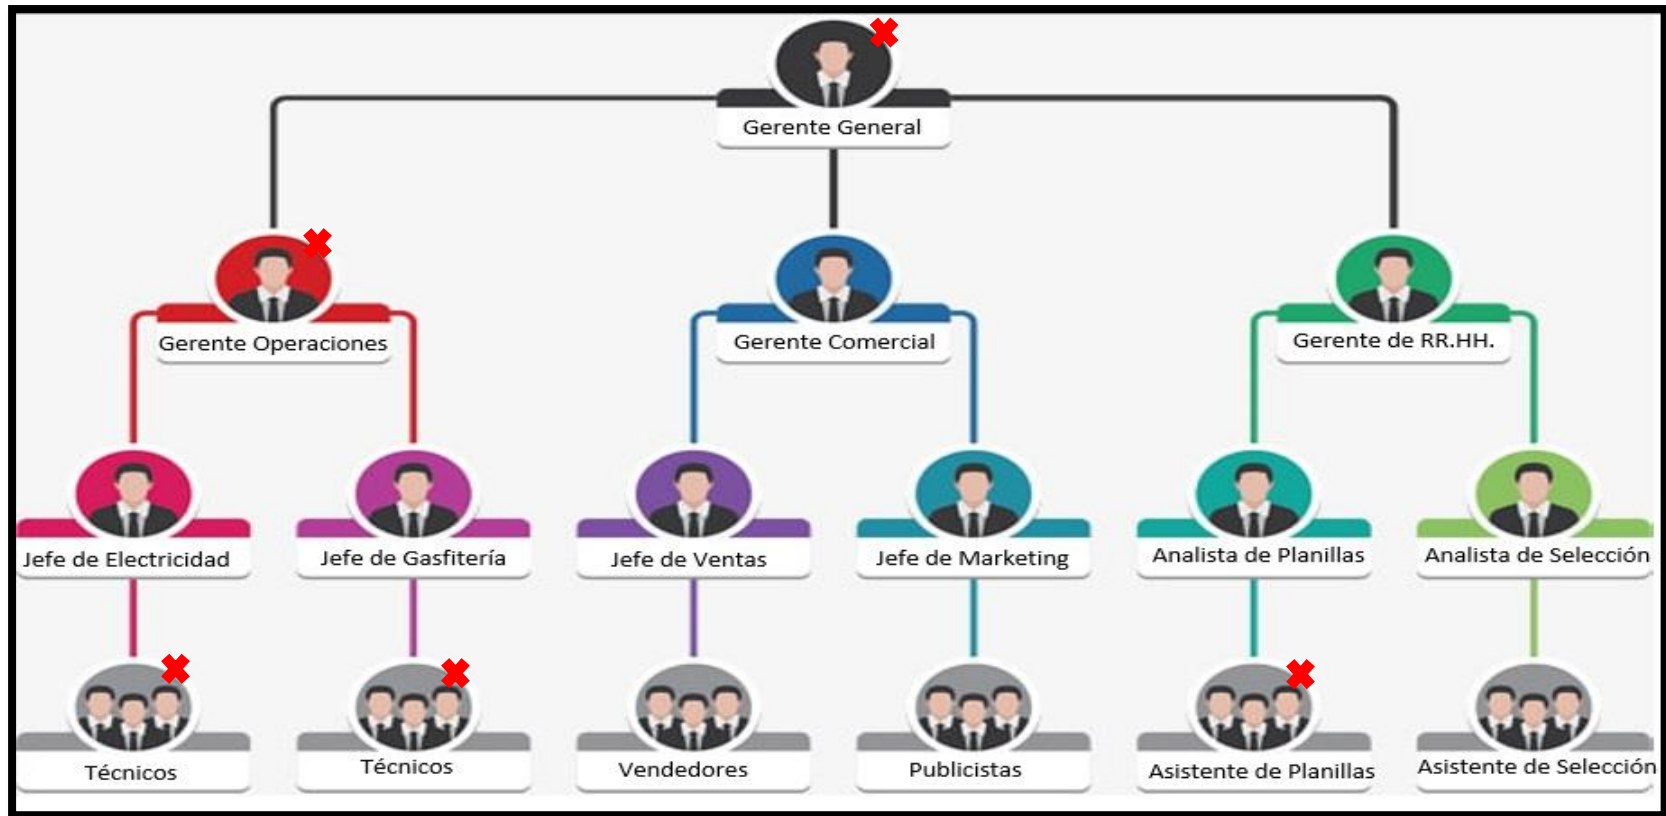 Gerente General
Gerente Operaciones
Gerente Comercial
Gerente de RR.HH.
Jefe de Electricidad
Jefe de Gasfitería
Jefe de Ventas
Jefe de Marketing
Analista de Planillas
Analista de Selección
Técnicos
Técnicos
Vendedores
Publicistas
Asistente de Planillas
Asistente de Selección